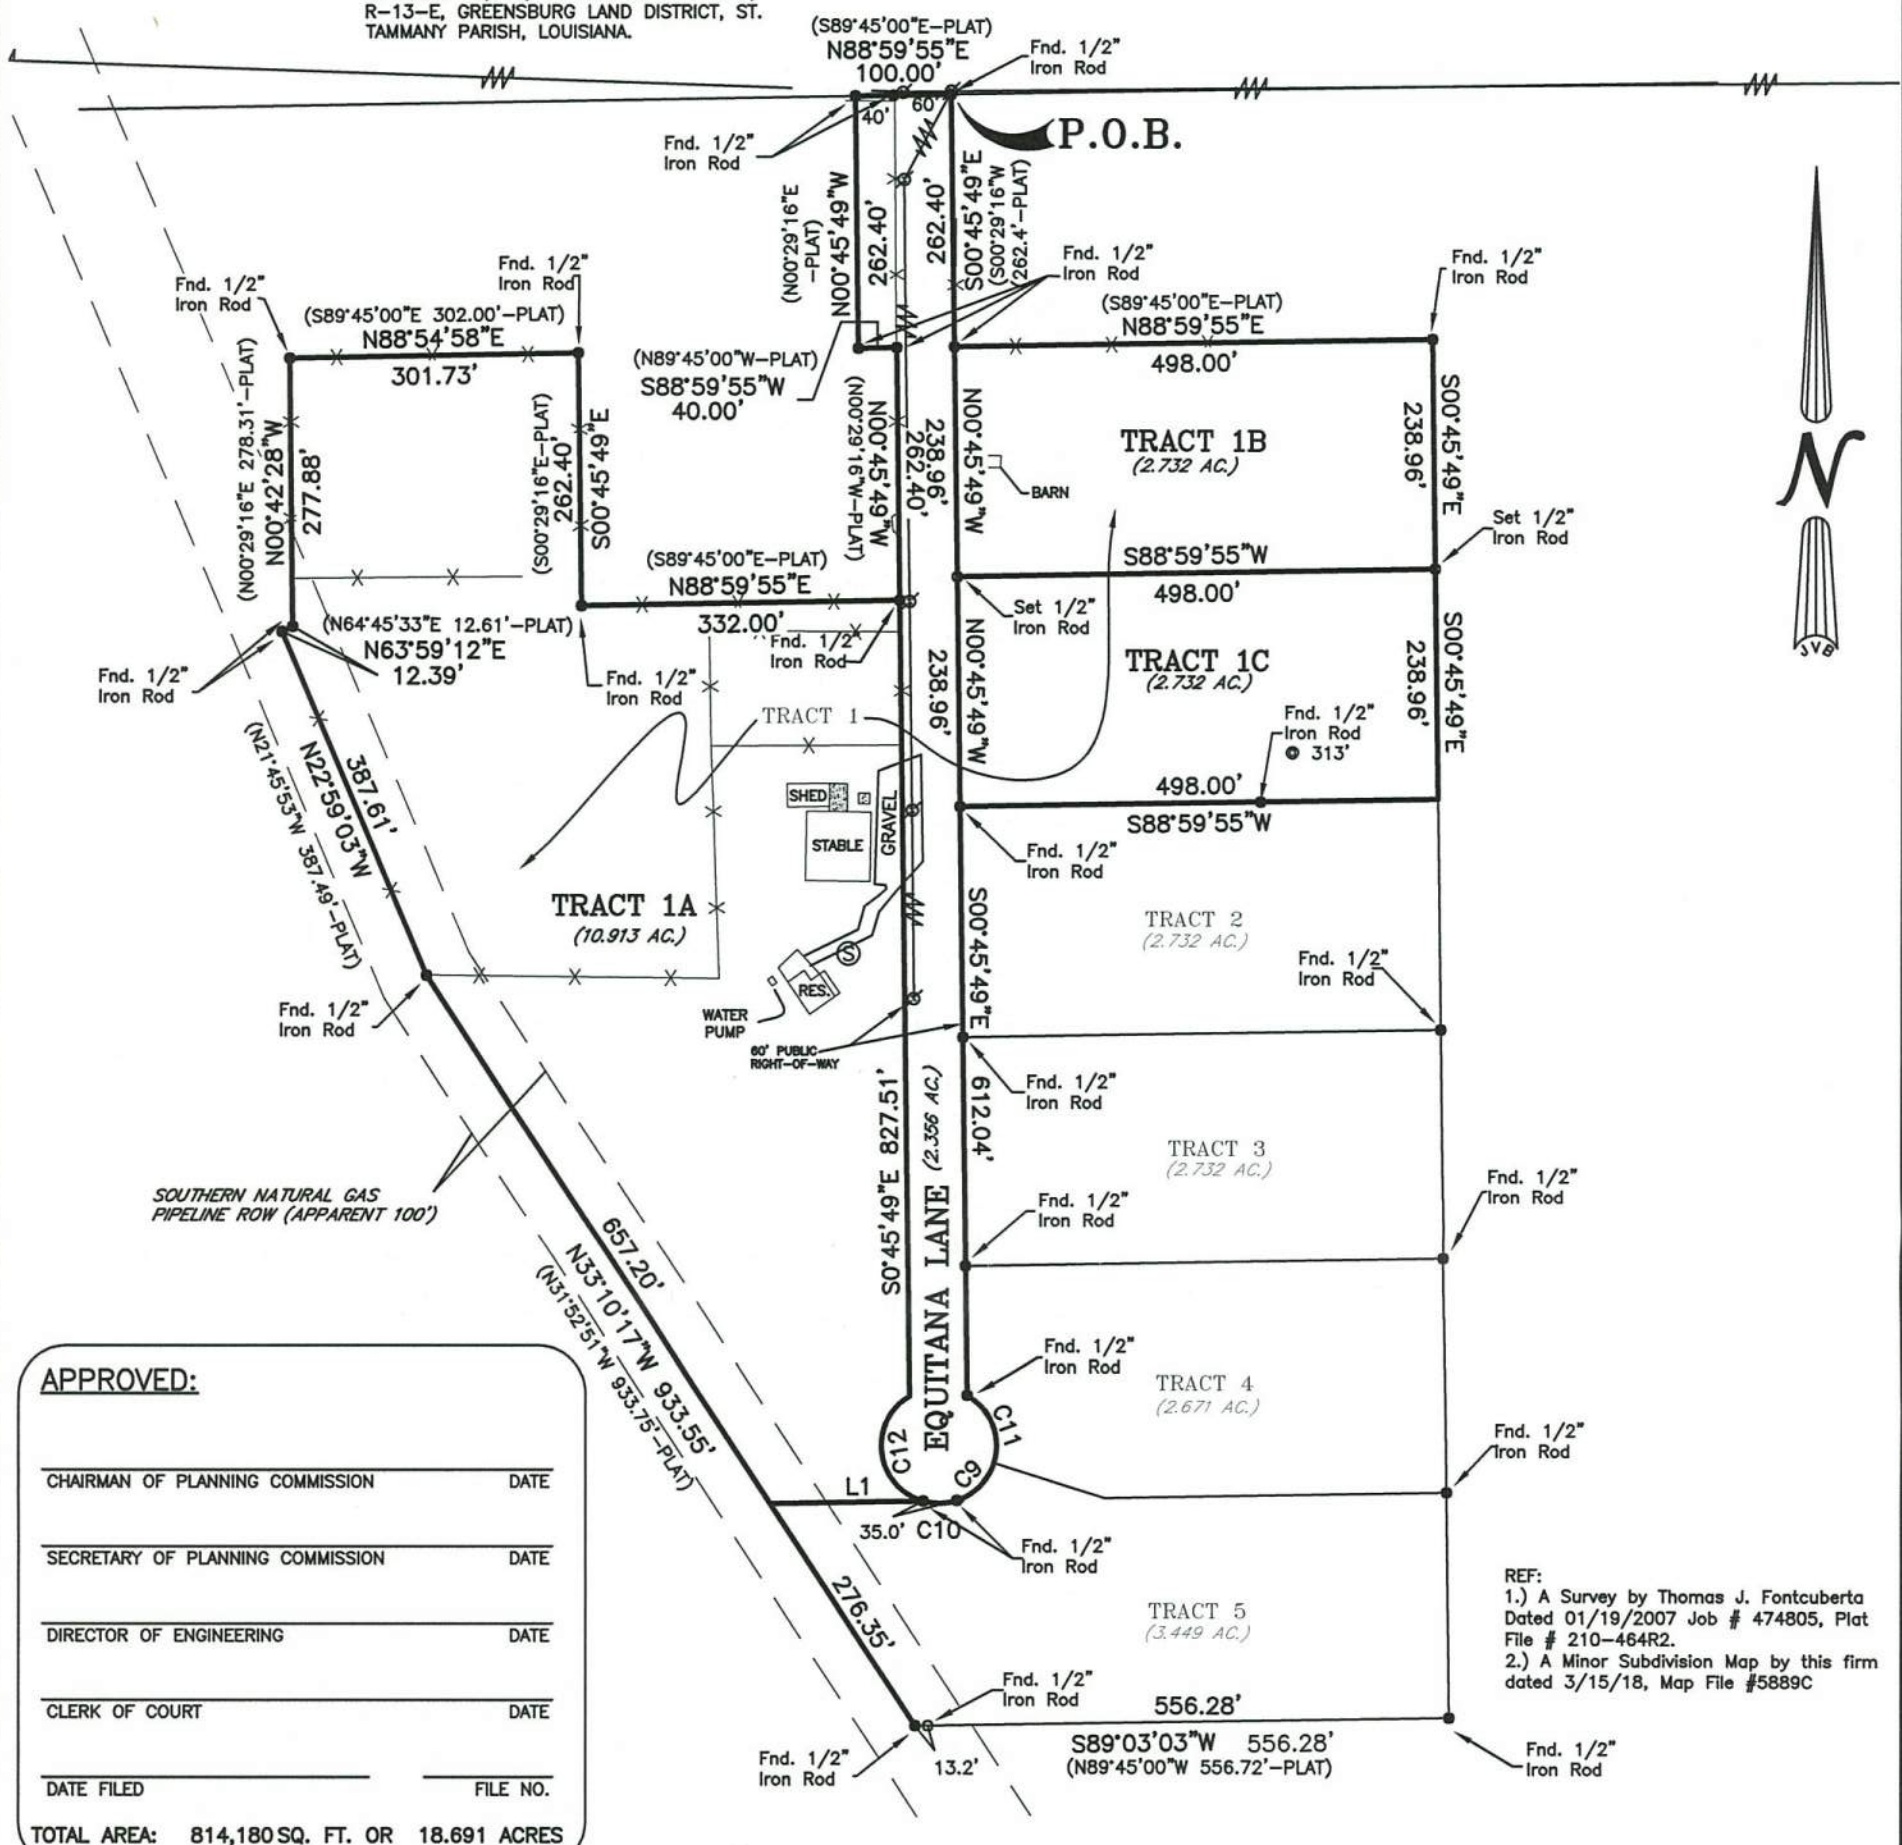 R-13-E, GREENSBURG LAND DISTRICT, ST.
TAMMANY PARISH, LOUISIANA.
(S89°45'00"E-PLAT)
N88°59'55"E
100.00'
Fnd. 1/2"
Iron Rod
40'
60'
P.O.B.
Fnd. 1/2"
Iron Rod
(N00°29'16"E
-PLAT)
N00°45'49"W
262.40'
262.40'
S00°45'49"E
(S00°29'16"W
(262.4'-PLAT)
Fnd. 1/2"
Iron Rod
Fnd. 1/2"
Iron Rod
Fnd. 1/2"
Iron Rod
Fnd. 1/2"
Iron Rod
(S89°45'00"E 302.00'-PLAT)
N88°54'58"E
301.73'
(N89°45'00"W-PLAT)
S88°59'55"W
40.00'
(S89°45'00"E-PLAT)
N88°59'55"E
498.00'
(N00°29'16"E 278.31'-PLAT)
N00°42'28"W
277.88'
(S00°29'16"E-PLAT)
262.40'
S00°45'49"E
(N00°29'16"W-PLAT)
N00°45'49"W
262.40'
238.96'
N00°45'49"W
BARN
TRACT 1B
(2.732 AC.)
238.96'
S00°45'49"E
Set 1/2"
Iron Rod
(S89°45'00"E-PLAT)
N88°59'55"E
332.00'
S88°59'55"W
498.00'
Set 1/2"
Iron Rod
(N64°45'33"E 12.61'-PLAT)
N63°59'12"E
12.39'
Fnd. 1/2"
Iron Rod
Fnd. 1/2"
Iron Rod
Fnd. 1/2"
Iron Rod
238.96'
N00°45'49"W
TRACT 1C
(2.732 AC.)
238.96'
S00°45'49"E
N
JVB
TRACT 1
Fnd. 1/2"
Iron Rod
@ 313'
498.00'
S88°59'55"W
(N21°45'53"W 387.49'-PLAT)
N22°59'03"W
387.61'
SHED
STABLE
GRAVEL
Fnd. 1/2"
Iron Rod
TRACT 1A
(10.913 AC.)
S
RES.
WATER
PUMP
60' PUBLIC
RIGHT-OF-WAY
Fnd. 1/2"
Iron Rod
S00°45'49"E
612.04'
TRACT 2
(2.732 AC.)
Fnd. 1/2"
Iron Rod
Fnd. 1/2"
Iron Rod
S0°45'49"E 827.51'
EQUITANA LANE (2.356 AC.)
TRACT 3
(2.732 AC.)
Fnd. 1/2"
Iron Rod
Fnd. 1/2"
Iron Rod
SOUTHERN NATURAL GAS
PIPELINE ROW (APPARENT 100')
657.20'
N33°10'17"W 933.55'
(N31°52'51"W 933.75'-PLAT)
Fnd. 1/2"
Iron Rod
TRACT 4
(2.671 AC.)
C11
C12
C9
Fnd. 1/2"
Iron Rod
L1
35.0'
C10
Fnd. 1/2"
Iron Rod
276.35'
TRACT 5
(3.449 AC.)
Fnd. 1/2"
Iron Rod
Fnd. 1/2"
Iron Rod
13.2'
556.28'
S89°03'03"W 556.28'
(N89°45'00"W 556.72'-PLAT)
Fnd. 1/2"
Iron Rod
REF:
1.) A Survey by Thomas J. Fontcuberta
Dated 01/19/2007 Job # 474805, Plat
File # 210-464R2.
2.) A Minor Subdivision Map by this firm
dated 3/15/18, Map File #5889C
APPROVED:
CHAIRMAN OF PLANNING COMMISSION DATE
SECRETARY OF PLANNING COMMISSION DATE
DIRECTOR OF ENGINEERING DATE
CLERK OF COURT DATE
DATE FILED FILE NO.
TOTAL AREA: 814,180 SQ. FT. OR 18.691 ACRES